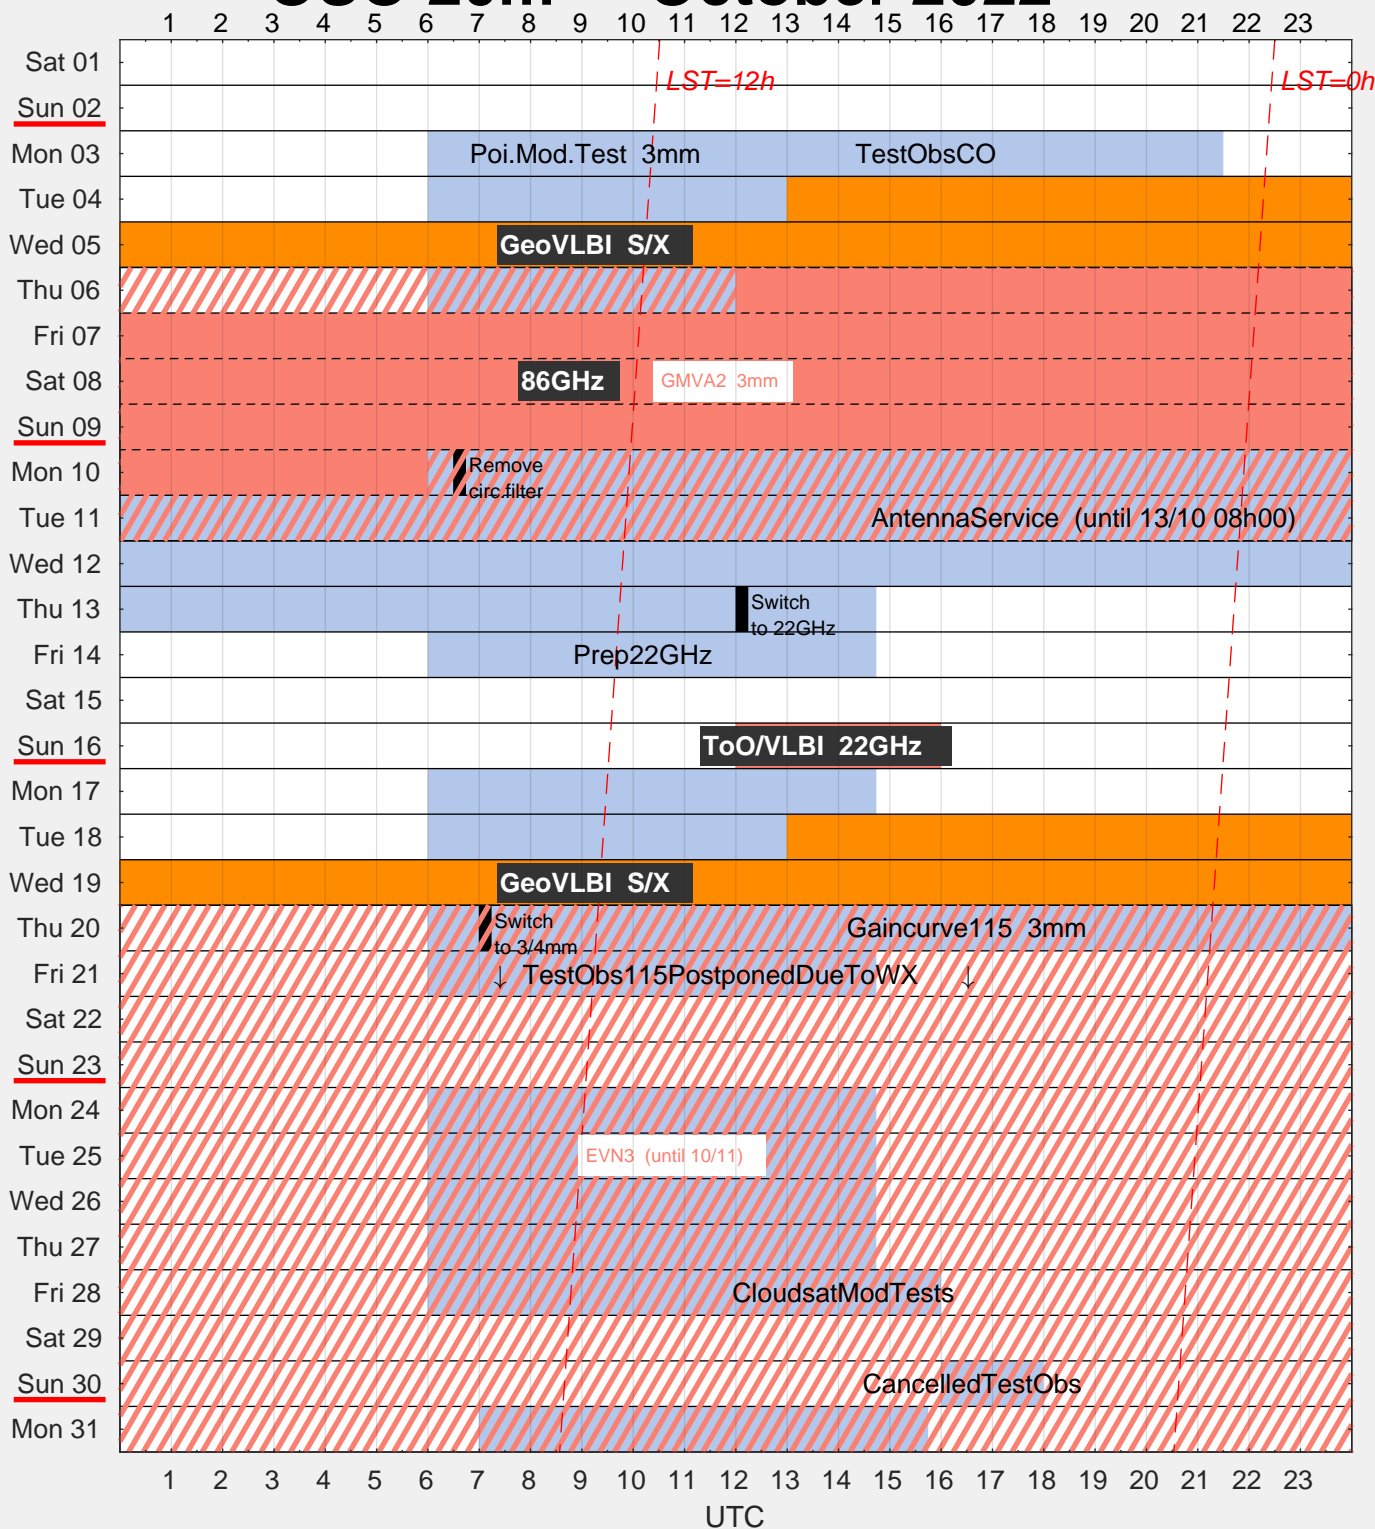 1 2 3 4 5 6 7 8 9 10 11 12 13 14 15 16 17 18 19 20 21 22 23
Sat 01
LST=12h LST=0h
Sun 02
Mon 03 Poi.Mod.Test 3mm TestObsCO
Tue 04
Wed 05 GeoVLBI S/X
Thu 06
Fri 07
Sat 08 86GHz GMVA2 3mm
Sun 09
Mon 10 Remove
circ.filter
Tue 11 AntennaService (until 13/10 08h00)
Wed 12
Thu 13 Switch
to 22GHz
Fri 14 Prep22GHz
Sat 15
Sun 16 ToO/VLBI 22GHz
Mon 17
Tue 18
Wed 19 GeoVLBI S/X
Thu 20 Switch Gaincurve115 3mm
to 3/4mm
Fri 21 ↓ TestObs115PostponedDueToWX ↓
Sat 22
Sun 23
Mon 24
Tue 25 EVN3 (until 10/11)
Wed 26
Thu 27
Fri 28 CloudsatModTests
Sat 29
Sun 30 CancelledTestObs
Mon 31
1 2 3 4 5 6 7 8 9 10 11 12 13 14 15 16 17 18 19 20 21 22 23
UTC